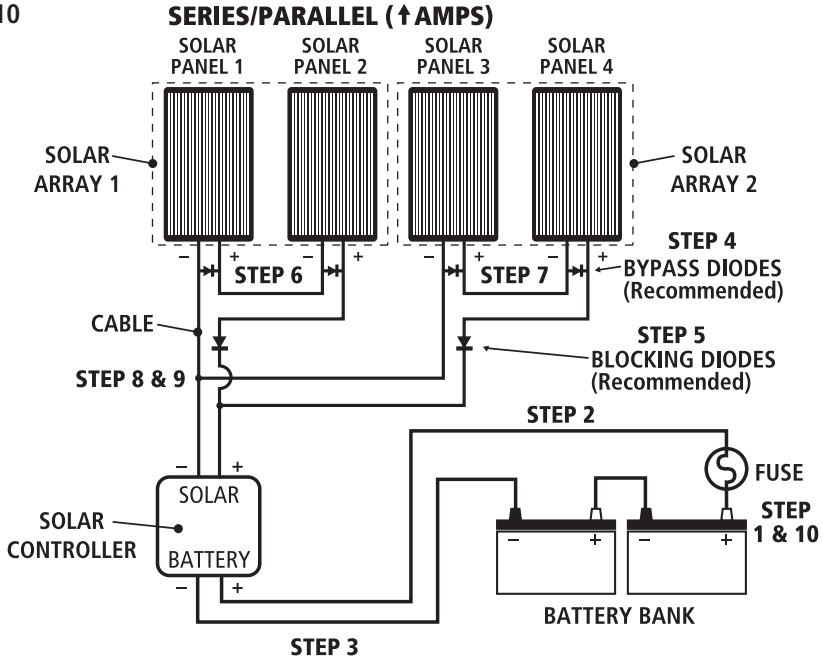 10
SERIES/PARALLEL (↑ AMPS)
SOLAR
PANEL 1
SOLAR
PANEL 2
SOLAR
PANEL 3
SOLAR
PANEL 4
SOLAR
ARRAY 1
SOLAR
ARRAY 2
− + − + − + − +
STEP 4
BYPASS DIODES
(Recommended)
STEP 6
STEP 7
CABLE
STEP 5
BLOCKING DIODES
(Recommended)
STEP 8 & 9
STEP 2
− +
SOLAR
FUSE
STEP
1 & 10
SOLAR
CONTROLLER
− + − +
BATTERY
− +
BATTERY BANK
STEP 3